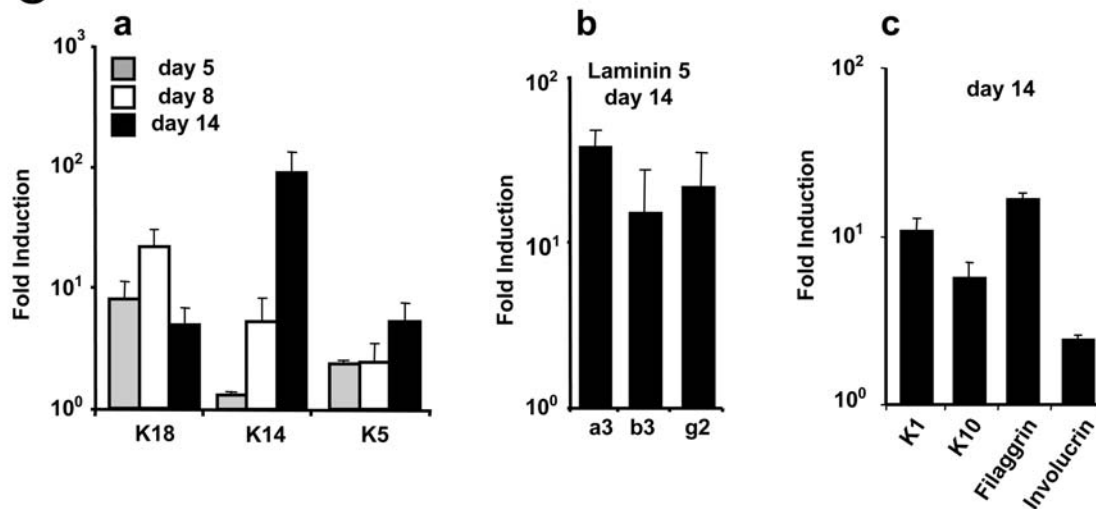 a
day 5
day 8
day 14
Fold Induction
10³
10²
10¹
10⁰
K18 K14 K5
b
Laminin 5
day 14
Fold Induction
10²
10¹
10⁰
a3 b3 g2
c
day 14
Fold Induction
10²
10¹
10⁰
K1
K10
Filaggrin
Involucrin